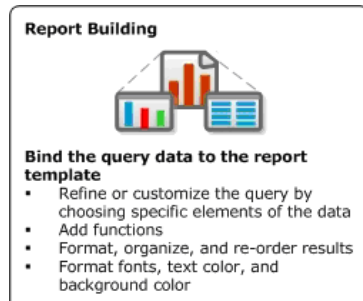 Report Building
Bind the query data to the report
template
▪ Refine or customize the query by
choosing specific elements of the data
▪ Add functions
▪ Format, organize, and re-order results
▪ Format fonts, text color, and
background color